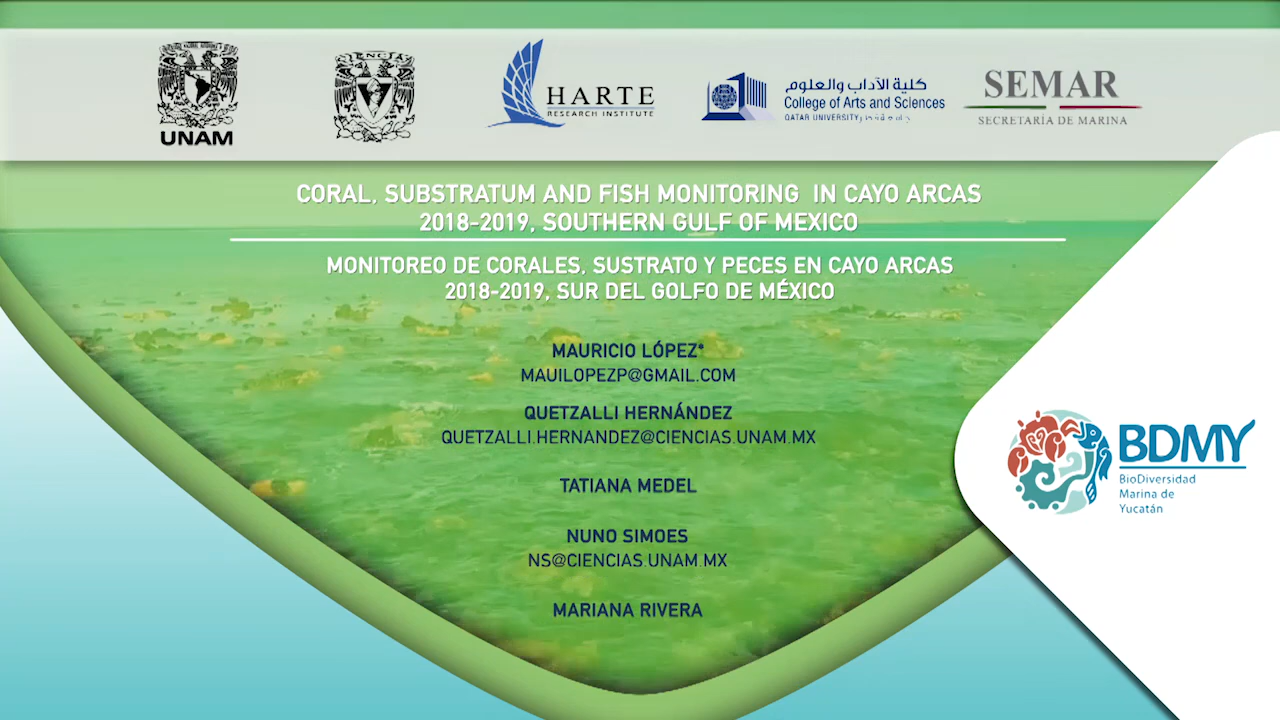 UNAM
CIENCIAS
HARTE
RESEARCH INSTITUTE
كلية الآداب والعلوم
College of Arts and Sciences
QATAR UNIVERSITY جامعة قطر
SEMAR
SECRETARÍA DE MARINA
CORAL, SUBSTRATUM AND FISH MONITORING IN CAYO ARCAS
2018-2019, SOUTHERN GULF OF MEXICO
MONITOREO DE CORALES, SUSTRATO Y PECES EN CAYO ARCAS
2018-2019, SUR DEL GOLFO DE MÉXICO
MAURICIO LÓPEZ*
MAUILOPEZP@GMAIL.COM
QUETZALLI HERNÁNDEZ
QUETZALLI.HERNANDEZ@CIENCIAS.UNAM.MX
TATIANA MEDEL
NUNO SIMOES
NS@CIENCIAS.UNAM.MX
MARIANA RIVERA
BDMY
BioDiversidad
Marina de
Yucatán